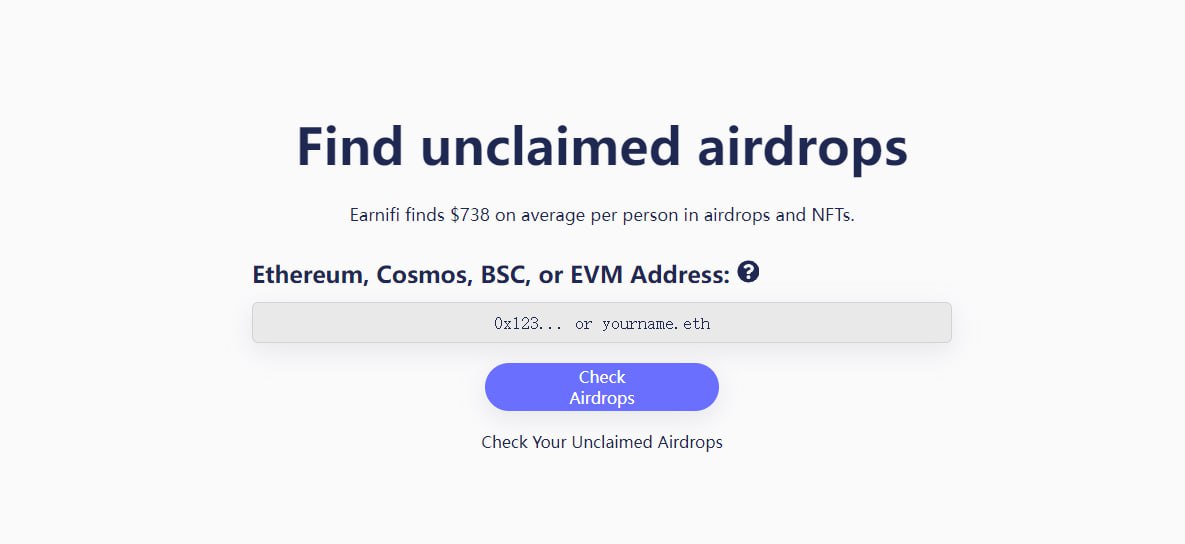 Find unclaimed airdrops
Earnifi finds $738 on average per person in airdrops and NFTs.
Ethereum, Cosmos, BSC, or EVM Address: ?
0x123... or yourname.eth
Check
Airdrops
Check Your Unclaimed Airdrops